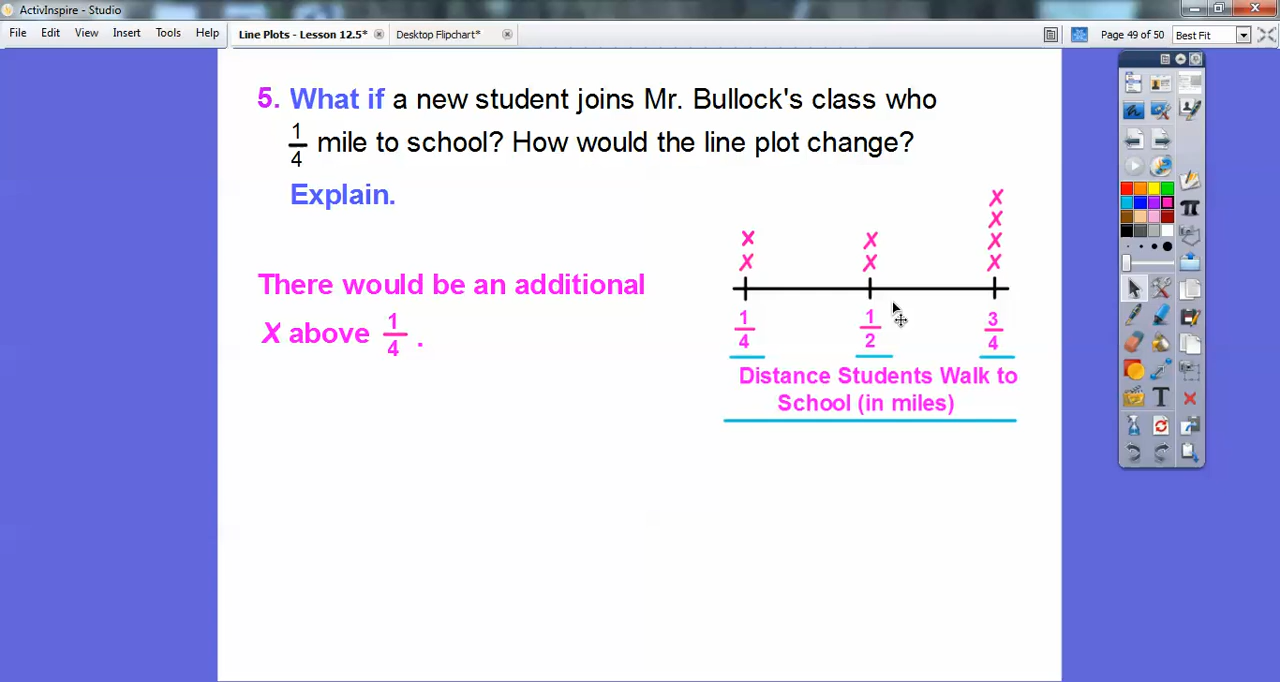 ActivInspire - Studio
File Edit View Insert Tools Help
Line Plots - Lesson 12.5* Desktop Flipchart* Page 49 of 50 Best Fit
5. What if a new student joins Mr. Bullock's class who
1/4 mile to school? How would the line plot change?
Explain.
There would be an additional
X above 1/4.
X
X X X
X X X
X X X
1/4 1/2 3/4
Distance Students Walk to
School (in miles)